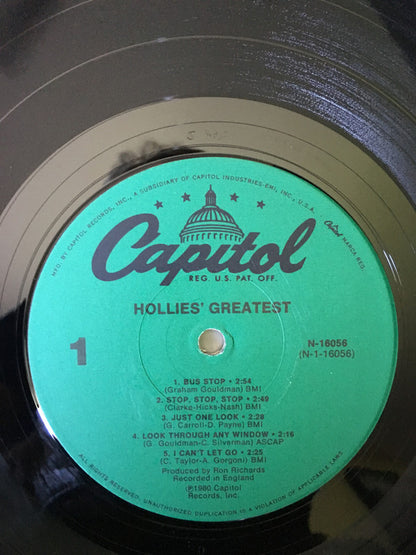 MFD. BY CAPITOL RECORDS, INC., A SUBSIDIARY OF CAPITOL INDUSTRIES-EMI, INC., U.S.A.
Capitol MARCA REG.
Capitol
REG. U.S. PAT. OFF.
HOLLIES' GREATEST
1
N-16056
(N-1-16056)
1. BUS STOP • 2:54
(Graham Gouldman) BMI
2. STOP, STOP, STOP • 2:49
(Clarke-Hicks-Nash) BMI
3. JUST ONE LOOK • 2:28
(G. Carroll-D. Payne) BMI
4. LOOK THROUGH ANY WINDOW • 2:16
(G. Gouldman-C. Silverman) ASCAP
5. I CAN'T LET GO • 2:25
(C. Taylor-A. Gorgoni) BMI
Produced by Ron Richards
Recorded in England
℗1980 Capitol
Records, Inc.
ALL RIGHTS RESERVED. UNAUTHORIZED DUPLICATION IS A VIOLATION OF APPLICABLE LAWS.